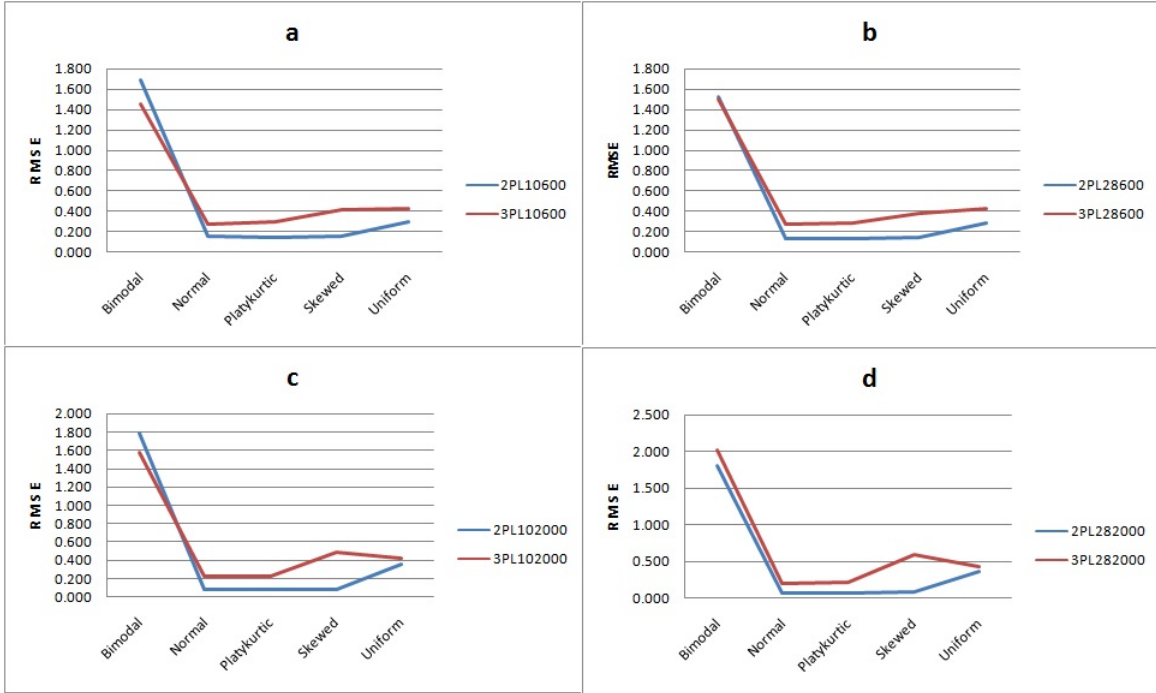 a
1.800
1.600
1.400
1.200
1.000
0.800
0.600
0.400
0.200
0.000
RMSE
Bimodal
Normal
Platykurtic
Skewed
Uniform
2PL10600
3PL10600
b
1.800
1.600
1.400
1.200
1.000
0.800
0.600
0.400
0.200
0.000
RMSE
Bimodal
Normal
Platykurtic
Skewed
Uniform
2PL28600
3PL28600
c
2.000
1.800
1.600
1.400
1.200
1.000
0.800
0.600
0.400
0.200
0.000
RMSE
Bimodal
Normal
Platykurtic
Skewed
Uniform
2PL102000
3PL102000
d
2.500
2.000
1.500
1.000
0.500
0.000
RMSE
Bimodal
Normal
Platykurtic
Skewed
Uniform
2PL282000
3PL282000